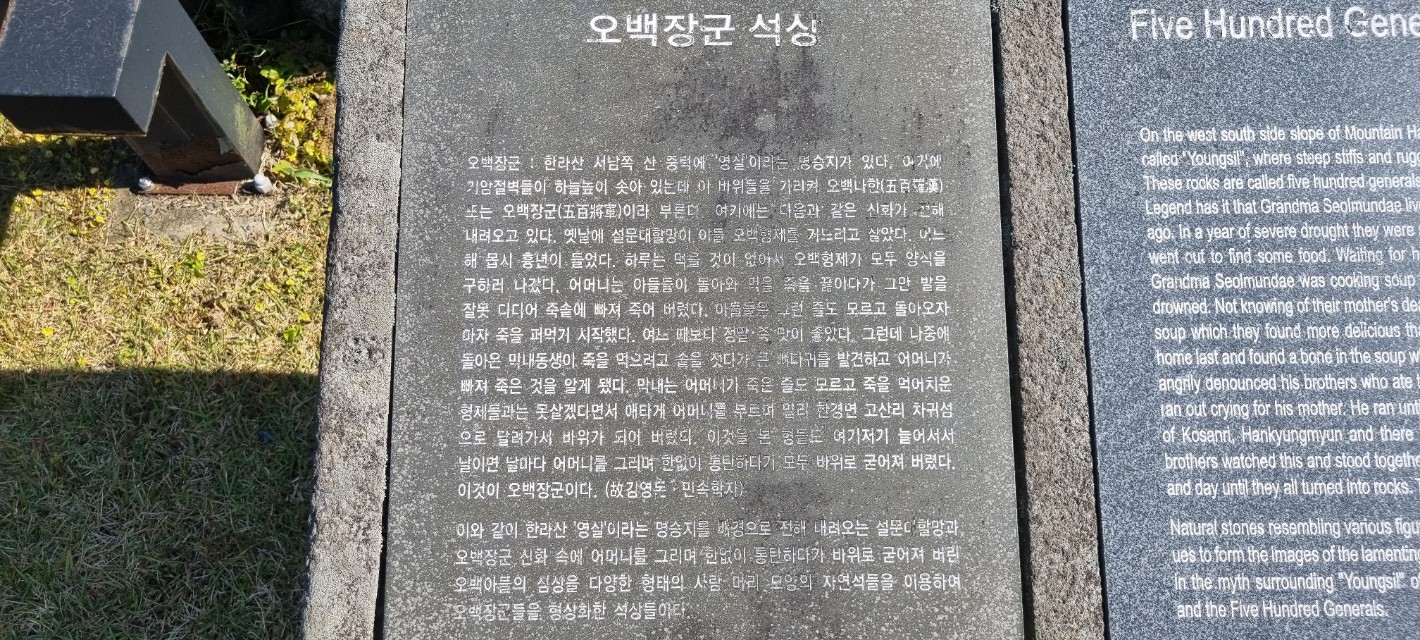 오백장군 석상
오백장군 : 한라산 서남쪽 산 중턱에 '영실'이라는 명승지가 있다. 여기에
기암절벽들이 하늘높이 솟아 있는데 이 바위들을 가리켜 오백나한(五百羅漢)
또는 오백장군(五百將軍)이라 부른다. 여기에는 다음과 같은 신화가 전해
내려오고 있다. 옛날에 설문대할망이 아들 오백형제를 거느리고 살았다. 어느
해 몹시 흉년이 들었다. 하루는 먹을 것이 없어서 오백형제가 모두 양식을
구하러 나갔다. 어머니는 아들들이 돌아와 먹을 죽을 끓이다가 그만 발을
잘못 디디어 죽솥에 빠져 죽어 버렸다. 아들들은 그런 줄도 모르고 돌아오자
마자 죽을 퍼먹기 시작했다. 여느 때보다 정말 죽 맛이 좋았다. 그런데 나중에
돌아온 막내동생이 죽을 먹으려고 솥을 젓다가 큰 뼈다귀를 발견하고 어머니가
빠져 죽은 것을 알게 됐다. 막내는 어머니가 죽은 줄도 모르고 죽을 먹어치운
형제들과는 못살겠다면서 애타게 어머니를 부르며 멀리 한경면 고산리 차귀섬
으로 달려가서 바위가 되어 버렸다. 이것을 본 형들도 여기저기 늘어서서
날이면 날마다 어머니를 그리며 한없이 통탄하다가 모두 바위로 굳어져 버렸다.
이것이 오백장군이다. (故김영돈·민속학자)
이와 같이 한라산 '영실'이라는 명승지를 배경으로 전해 내려오는 설문대할망과
오백장군 신화 속에 어머니를 그리며 한없이 통탄하다가 바위로 굳어져 버린
오백아들의 심상을 다양한 형태의 사람 머리 모양의 자연석들을 이용하여
오백장군들을 형상화한 석상들이다.
Five Hundred
On the west south side slope of Mountain
called "Youngsil", where steep stiffs and
These rocks are called five hundred generals
Legend has it that Grandma Seolmundae
ago. In a year of severe drought they were
went out to find some food. Waiting for
Grandma Seolmundae was cooking soup
drowned. Not knowing of their mother's
soup which they found more delicious
home last and found a bone in the soup
angrily denounced his brothers who ate
ran out crying for his mother. He ran
of Kosanri, Hankyungmyun and there
brothers watched this and stood
and day until they all turned into rocks.
Natural stones resembling various
ues to form the images of the
in the myth surrounding "Youngsil"
and the Five Hundred Generals.